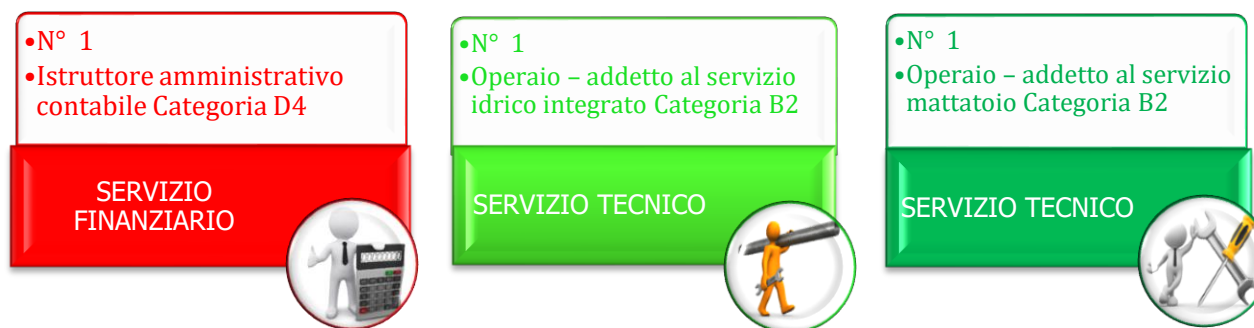 •N° 1
•Istruttore amministrativo
contabile Categoria D4
SERVIZIO
FINANZIARIO
•N° 1
•Operaio – addetto al servizio
idrico integrato Categoria B2
SERVIZIO TECNICO
•N° 1
•Operaio – addetto al servizio
mattatoio Categoria B2
SERVIZIO TECNICO